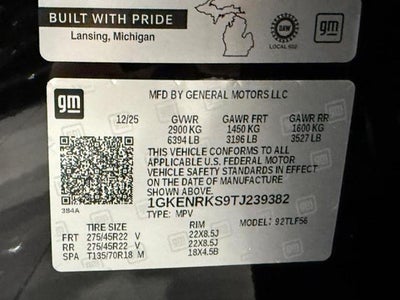 BUILT WITH PRIDE
Lansing, Michigan
UAW
LOCAL 602
gm
gm
MFD BY GENERAL MOTORS LLC
12/25 GVWR GAWR FRT GAWR RR
2900 KG 1450 KG 1600 KG
6394 LB 3196 LB 3527 LB
THIS VEHICLE CONFORMS TO ALL
APPLICABLE U.S. FEDERAL MOTOR
VEHICLE SAFETY STANDARDS IN EFFECT
ON THE DATE OF MANUFACTURE
SHOWN ABOVE.
384A
1GKENRKS9TJ239382
TYPE: MPV MODEL: 92TLF56
TIRE SIZE RIM
FRT 275/45R22 V 22X8.5J
RR 275/45R22 V 22X8.5J
SPA T135/70R18 M 18X4.5B